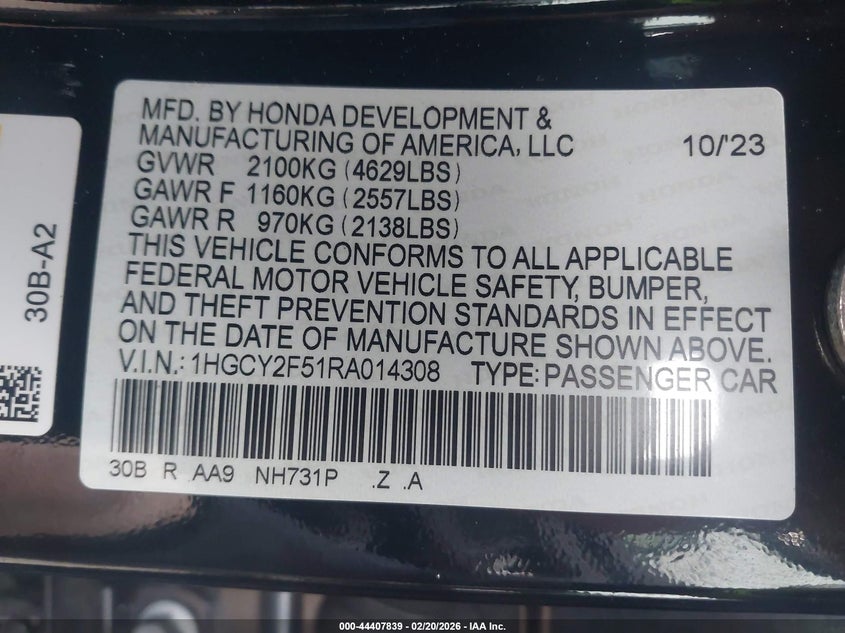 MFD. BY HONDA DEVELOPMENT &
MANUFACTURING OF AMERICA, LLC 10/'23
GVWR 2100KG (4629LBS)
GAWR F 1160KG (2557LBS)
GAWR R 970KG (2138LBS)
THIS VEHICLE CONFORMS TO ALL APPLICABLE
FEDERAL MOTOR VEHICLE SAFETY, BUMPER,
AND THEFT PREVENTION STANDARDS IN EFFECT
ON THE DATE OF MANUFACTURE SHOWN ABOVE.
V.I.N.: 1HGCY2F51RA014308 TYPE: PASSENGER CAR
30B R AA9 NH731P .Z .A
30B-A2
000-44407839 - 02/20/2026 - IAA Inc.